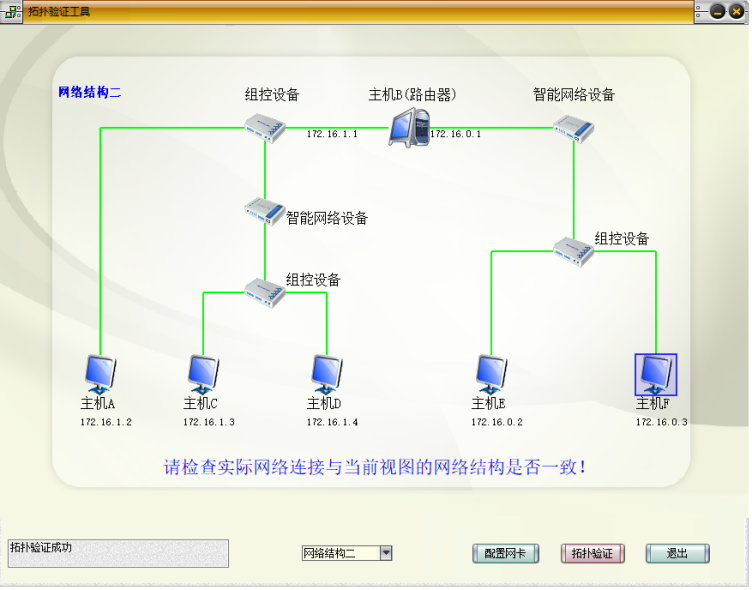 拓扑验证工具
网络结构二
组控设备
主机B(路由器)
智能网络设备
172.16.1.1
172.16.0.1
智能网络设备
组控设备
组控设备
主机A
主机C
主机D
主机E
主机F
172.16.1.2
172.16.1.3
172.16.1.4
172.16.0.2
172.16.0.3
请检查实际网络连接与当前视图的网络结构是否一致！
拓扑验证成功
网络结构二
配置网卡
拓扑验证
退出